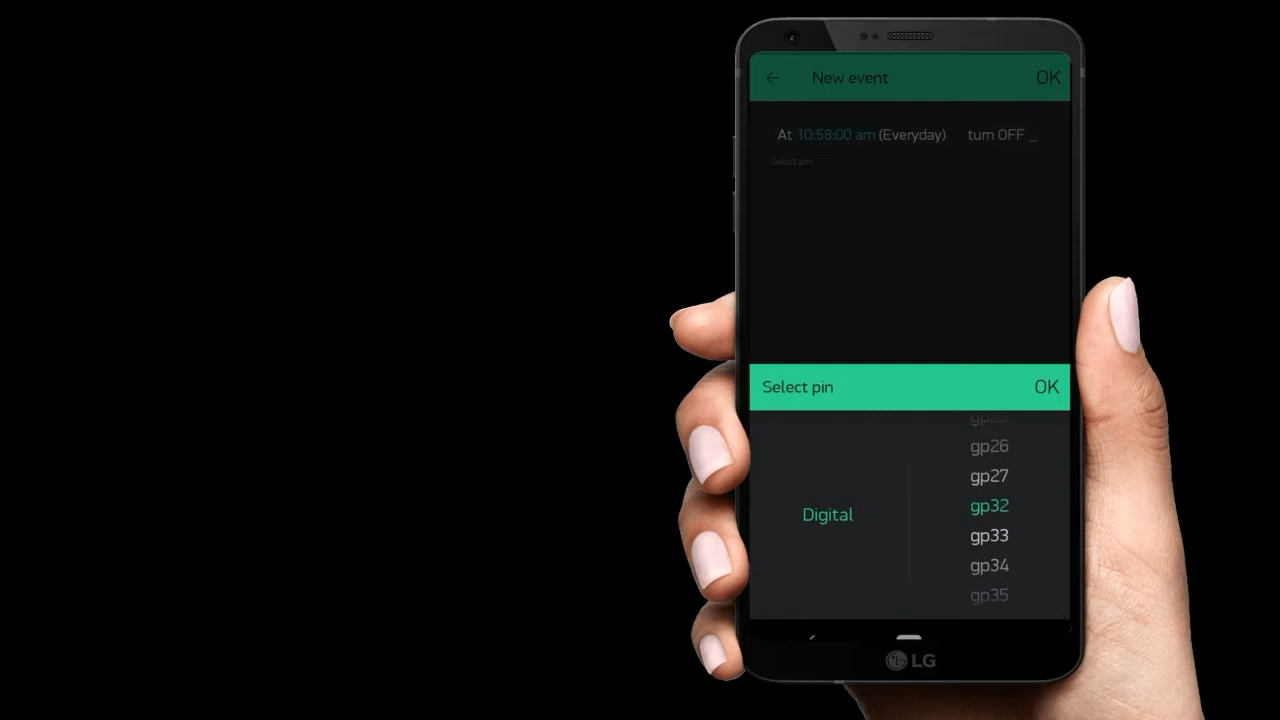 New event OK
At 10:58:00 am (Everyday) turn OFF _
Select pin
Select pin OK
gp26
gp27
Digital
gp32
gp33
gp34
gp35
LG